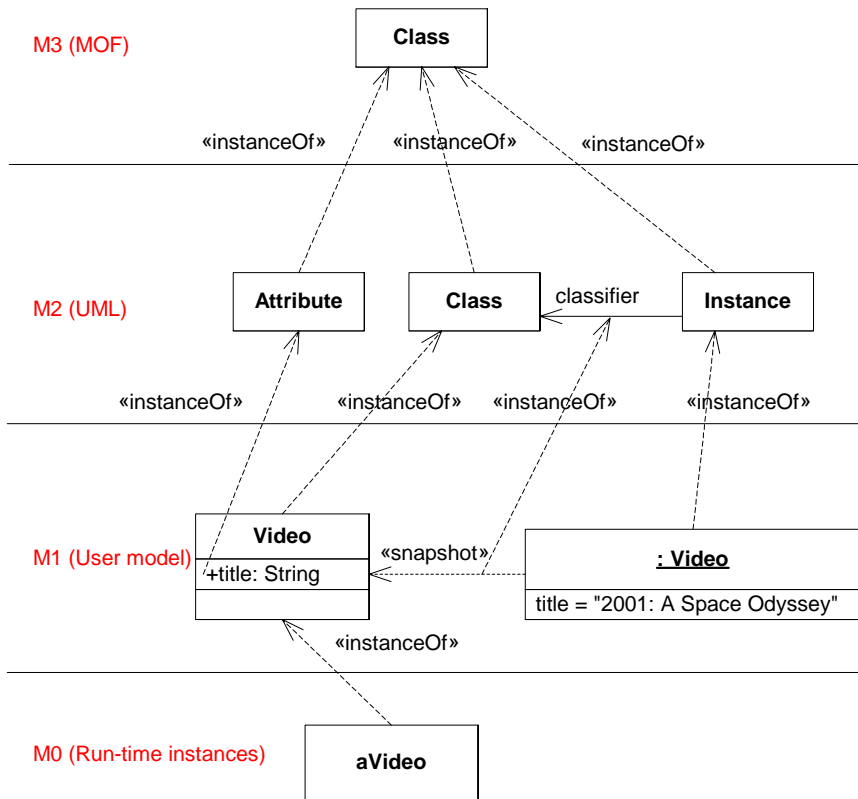 M3 (MOF)
Class
«instanceOf»
«instanceOf»
«instanceOf»
M2 (UML)
Attribute
Class
classifier
Instance
«instanceOf»
«instanceOf»
«instanceOf»
«instanceOf»
M1 (User model)
Video
+title: String
«snapshot»
: Video
title = "2001: A Space Odyssey"
«instanceOf»
M0 (Run-time instances)
aVideo